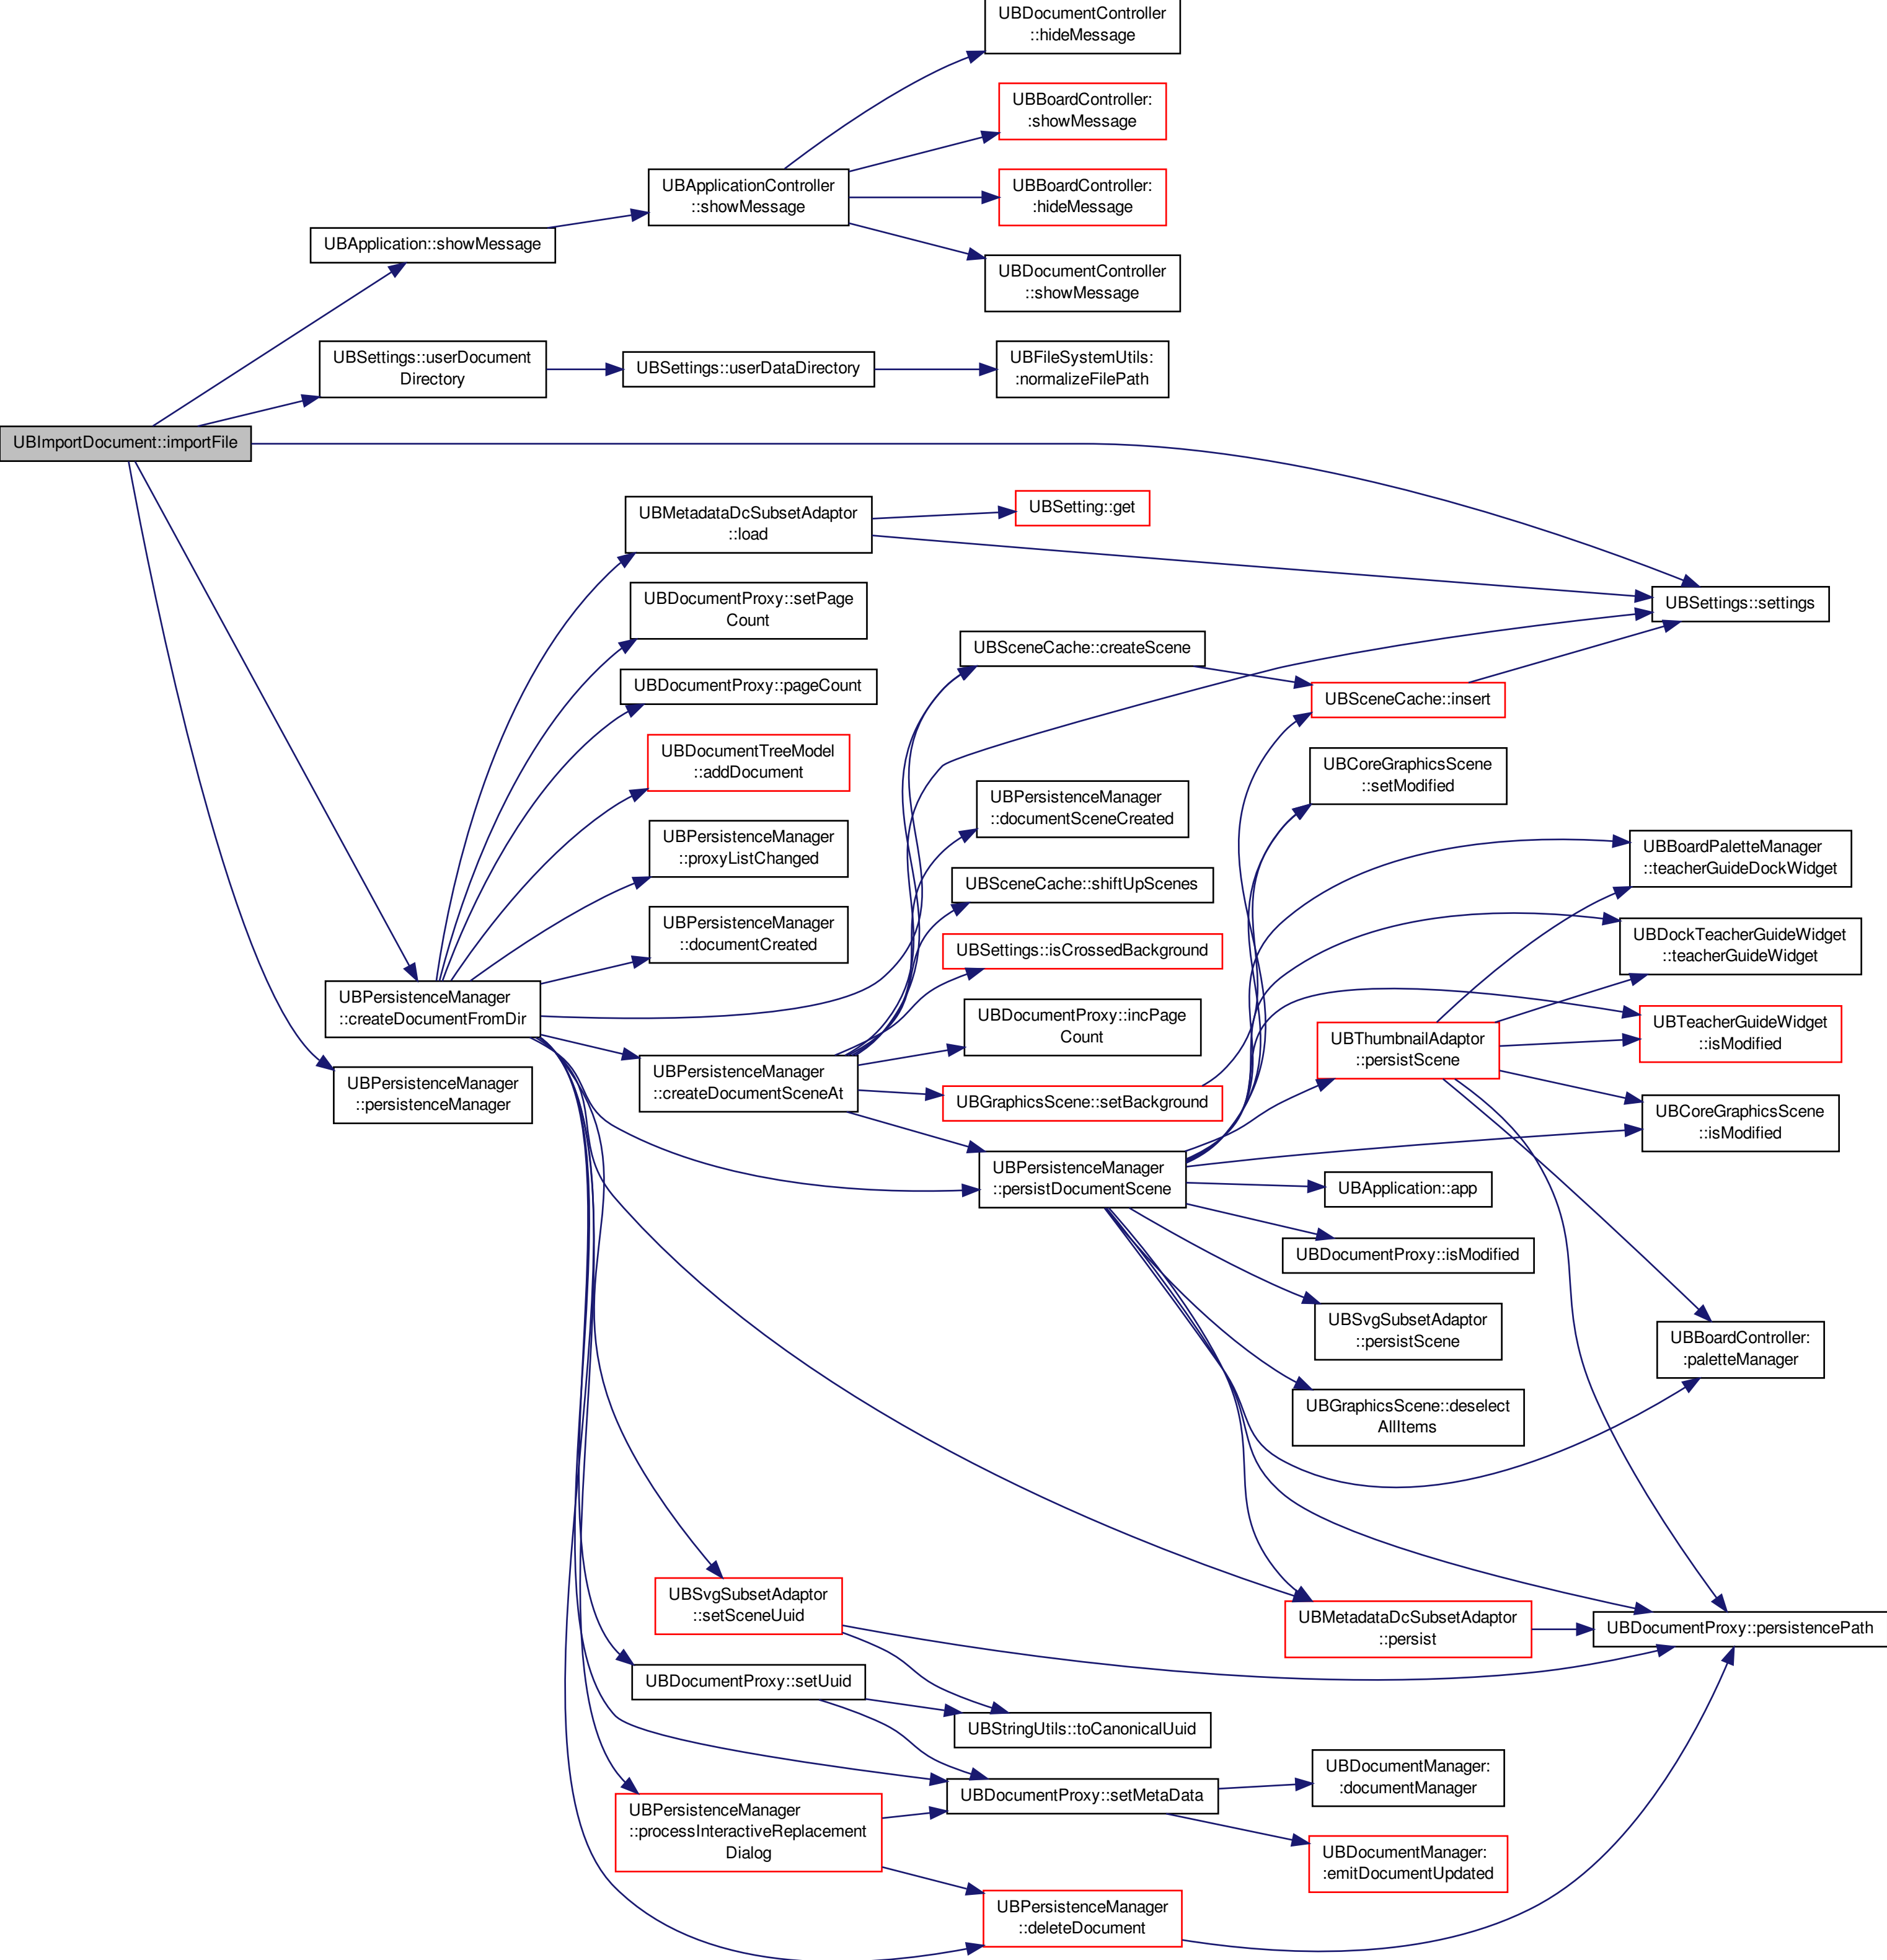 UBDocumentController
::hideMessage
UBBoardController:
:showMessage
UBApplicationController
::showMessage
UBBoardController:
:hideMessage
UBApplication::showMessage
UBDocumentController
::showMessage
UBSettings::userDocument
Directory
UBSettings::userDataDirectory
UBFileSystemUtils:
:normalizeFilePath
UBImportDocument::importFile
UBMetadataDcSubsetAdaptor
::load
UBSetting::get
UBDocumentProxy::setPage
Count
UBSettings::settings
UBSceneCache::createScene
UBDocumentProxy::pageCount
UBSceneCache::insert
UBDocumentTreeModel
::addDocument
UBCoreGraphicsScene
::setModified
UBPersistenceManager
::documentSceneCreated
UBPersistenceManager
::proxyListChanged
UBBoardPaletteManager
::teacherGuideDockWidget
UBSceneCache::shiftUpScenes
UBPersistenceManager
::documentCreated
UBSettings::isCrossedBackground
UBDockTeacherGuideWidget
::teacherGuideWidget
UBPersistenceManager
::createDocumentFromDir
UBDocumentProxy::incPage
Count
UBTeacherGuideWidget
::isModified
UBThumbnailAdaptor
::persistScene
UBPersistenceManager
::persistenceManager
UBPersistenceManager
::createDocumentSceneAt
UBGraphicsScene::setBackground
UBCoreGraphicsScene
::isModified
UBPersistenceManager
::persistDocumentScene
UBApplication::app
UBDocumentProxy::isModified
UBSvgSubsetAdaptor
::persistScene
UBBoardController:
:paletteManager
UBGraphicsScene::deselect
AllItems
UBSvgSubsetAdaptor
::setSceneUuid
UBMetadataDcSubsetAdaptor
::persist
UBDocumentProxy::persistencePath
UBDocumentProxy::setUuid
UBStringUtils::toCanonicalUuid
UBDocumentProxy::setMetaData
UBDocumentManager:
:documentManager
UBPersistenceManager
::processInteractiveReplacement
Dialog
UBDocumentManager:
:emitDocumentUpdated
UBPersistenceManager
::deleteDocument